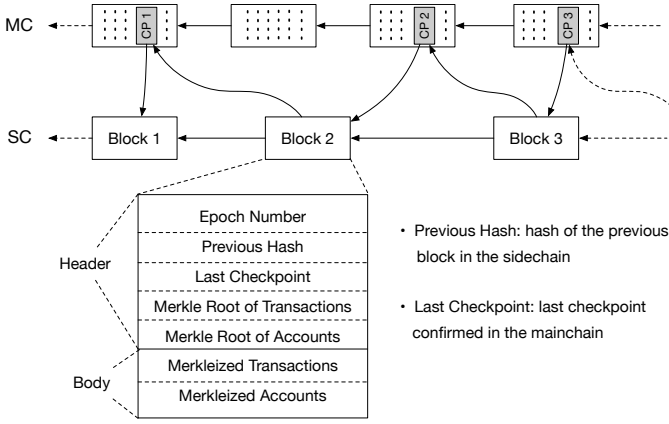 MC
CP 1
CP 2
CP 3
SC
Block 1
Block 2
Block 3
Header
Epoch Number
Previous Hash
Last Checkpoint
Merkle Root of Transactions
Merkle Root of Accounts
Body
Merkleized Transactions
Merkleized Accounts
• Previous Hash: hash of the previous
block in the sidechain
• Last Checkpoint: last checkpoint
confirmed in the mainchain